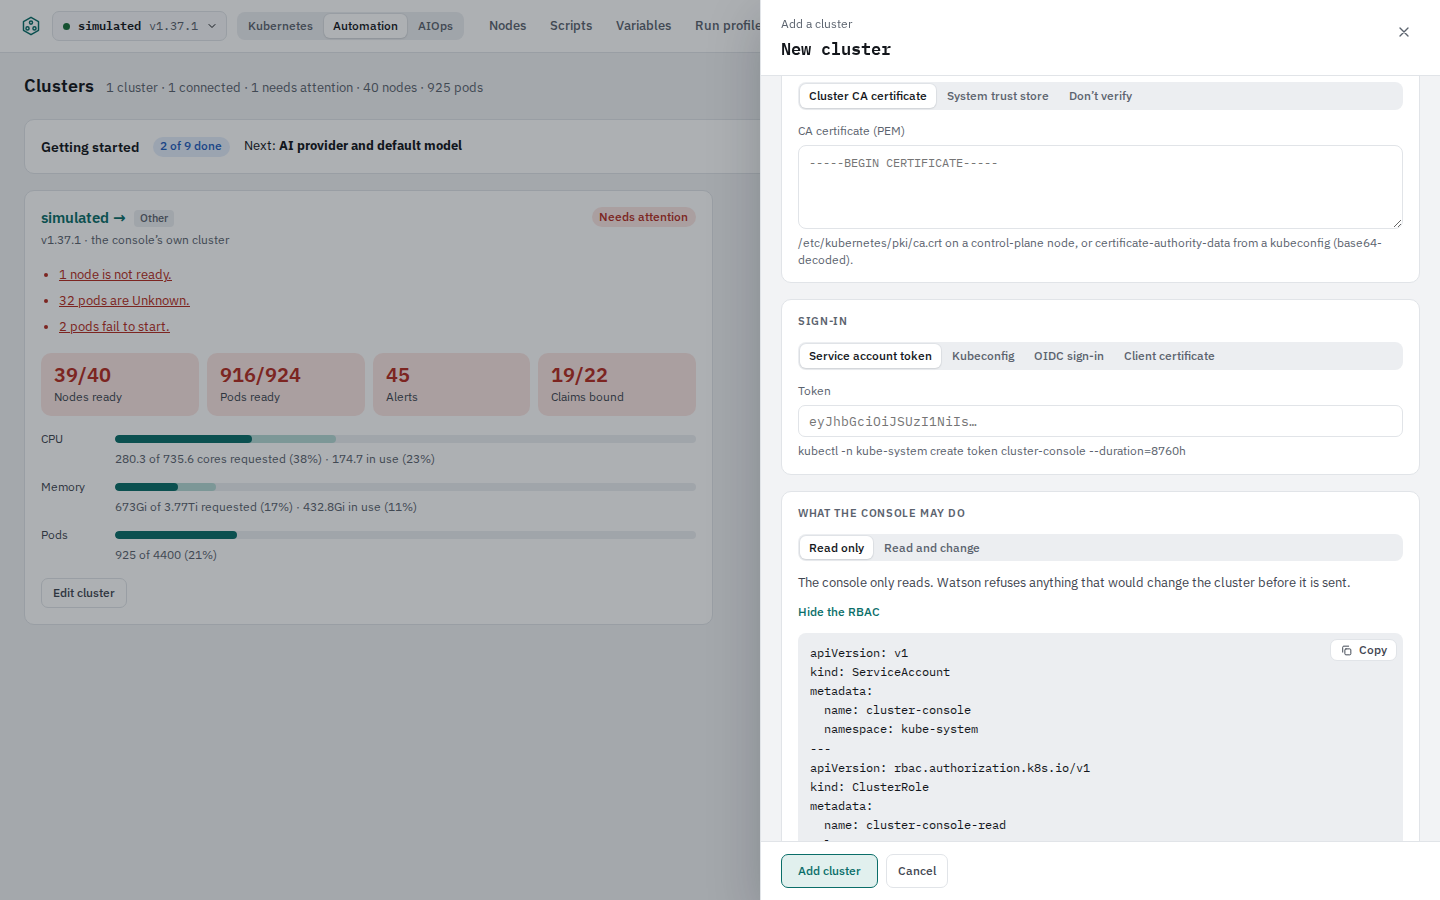 simulated v1.37.1
Kubernetes Automation AIOps
Nodes Scripts Variables Run profile
Clusters 1 cluster · 1 connected · 1 needs attention · 40 nodes · 925 pods
Getting started 2 of 9 done Next: AI provider and default model
simulated → Other Needs attention
v1.37.1 · the console's own cluster
1 node is not ready.
32 pods are Unknown.
2 pods fail to start.
39/40
Nodes ready
916/924
Pods ready
45
Alerts
19/22
Claims bound
CPU
280.3 of 735.6 cores requested (38%) · 174.7 in use (23%)
Memory
673Gi of 3.77Ti requested (17%) · 432.8Gi in use (11%)
Pods
925 of 4400 (21%)
Edit cluster
Add a cluster
New cluster
Cluster CA certificate System trust store Don't verify
CA certificate (PEM)
-----BEGIN CERTIFICATE-----
/etc/kubernetes/pki/ca.crt on a control-plane node, or certificate-authority-data from a kubeconfig (base64-
decoded).
SIGN-IN
Service account token Kubeconfig OIDC sign-in Client certificate
Token
eyJhbGciOiJSUzI1NiIs…
kubectl -n kube-system create token cluster-console --duration=8760h
WHAT THE CONSOLE MAY DO
Read only Read and change
The console only reads. Watson refuses anything that would change the cluster before it is sent.
Hide the RBAC
Copy
apiVersion: v1
kind: ServiceAccount
metadata:
  name: cluster-console
  namespace: kube-system
---
apiVersion: rbac.authorization.k8s.io/v1
kind: ClusterRole
metadata:
  name: cluster-console-read
Add cluster Cancel